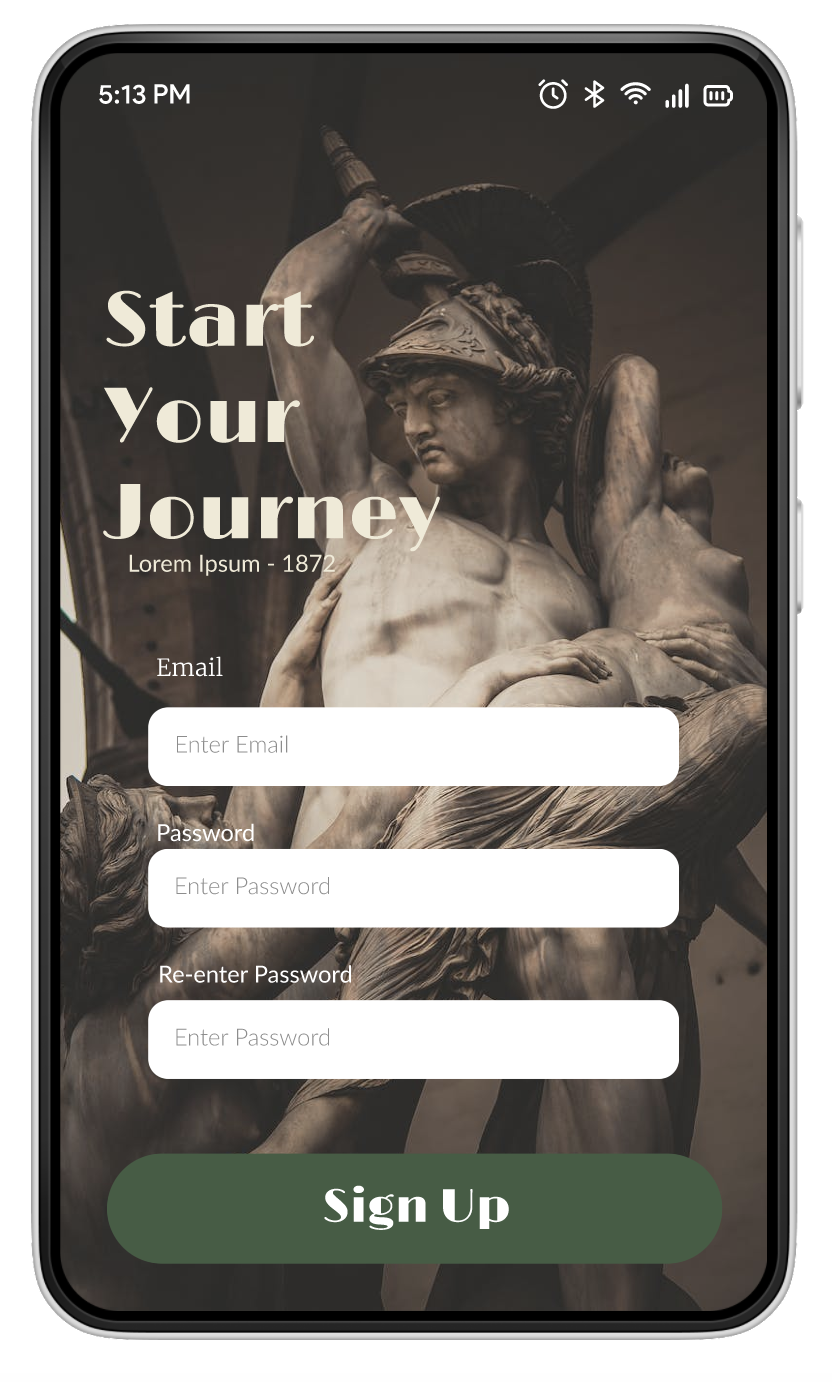 5:13 PM
Start
Your
Journey
Lorem Ipsum - 1872
Email
Enter Email
Password
Enter Password
Re-enter Password
Enter Password
Sign Up